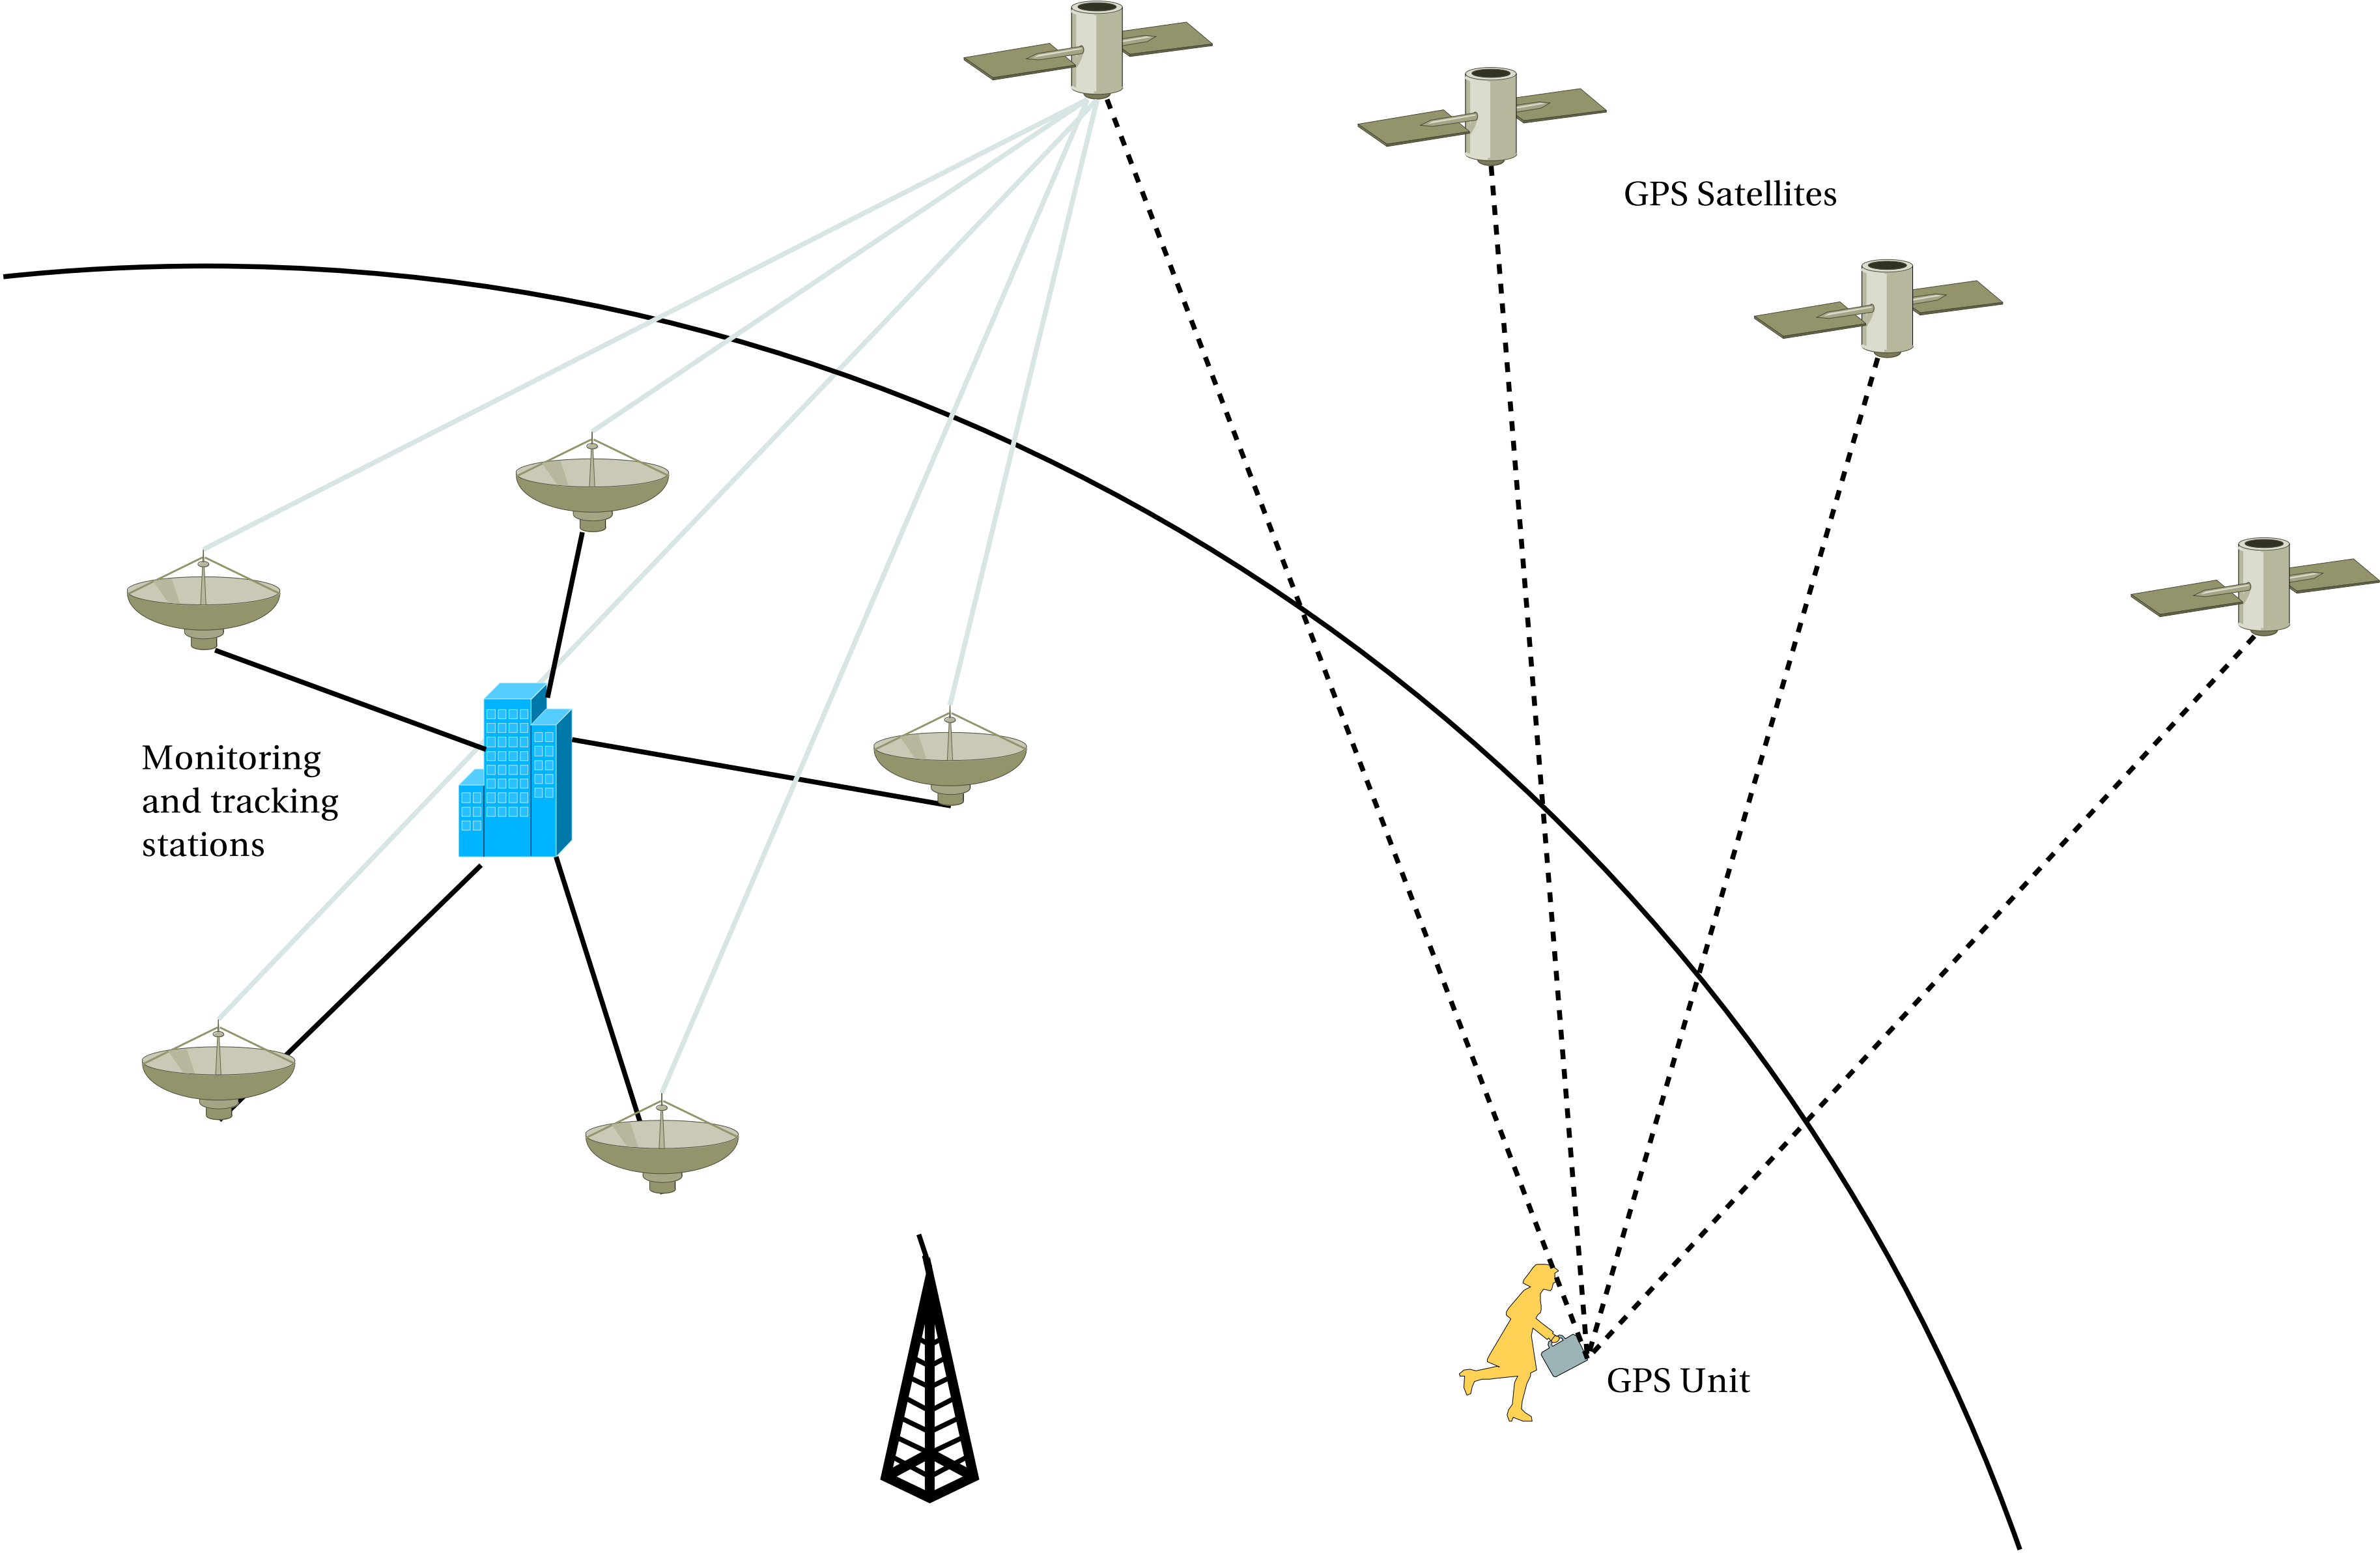 GPS Satellites
Monitoring
and tracking
stations
GPS Unit